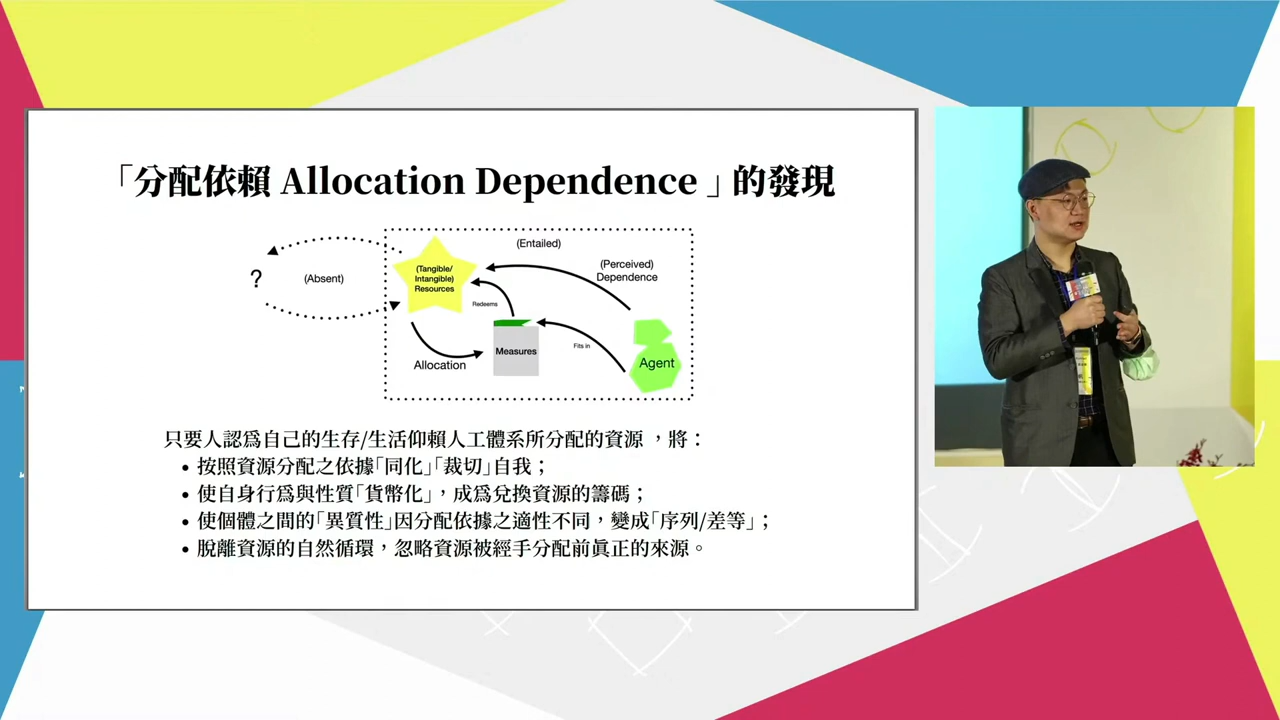 「分配依賴 Allocation Dependence 」的發現
(Entailed)
(Perceived)
Dependence
?
(Absent)
(Tangible/
Intangible)
Resources
Redeems
Measures
Fits in
Agent
Allocation
只要人認爲自己的生存/生活仰賴人工體系所分配的資源 ，將：
• 按照資源分配之依據「同化」「裁切」自我；
• 使自身行爲與性質「貨幣化」，成爲兌換資源的籌碼；
• 使個體之間的「異質性」因分配依據之適性不同，變成「序列/差等」；
• 脫離資源的自然循環，忽略資源被經手分配前眞正的來源。